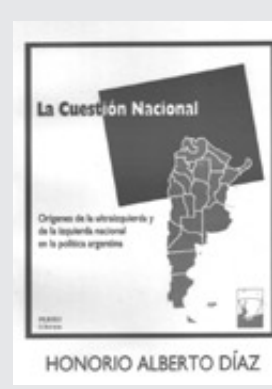 La Cuestión Nacional
Orígenes de la ultraizquierda y
de la izquierda nacional
en la política argentina
HONORIO ALBERTO DÍAZ